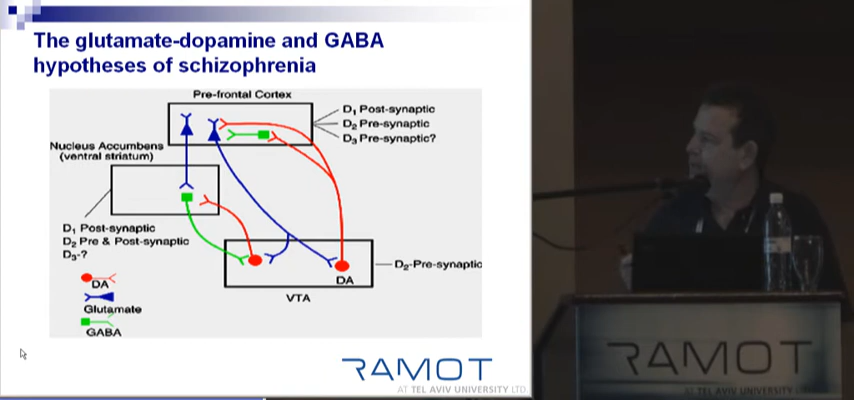 The glutamate-dopamine and GABA
hypotheses of schizophrenia
Pre-frontal Cortex
D1 Post-synaptic
D2 Pre-synaptic
D3 Pre-synaptic?
Nucleus Accumbens
(ventral striatum)
D1 Post-synaptic
D2 Pre & Post-synaptic
D3-?
D2-Pre-synaptic
DA
VTA
DA
Glutamate
GABA
RAMOT
AT TEL AVIV UNIVERSITY LTD.
RAMOT
AT TEL AVIV UNIVERSITY LTD.